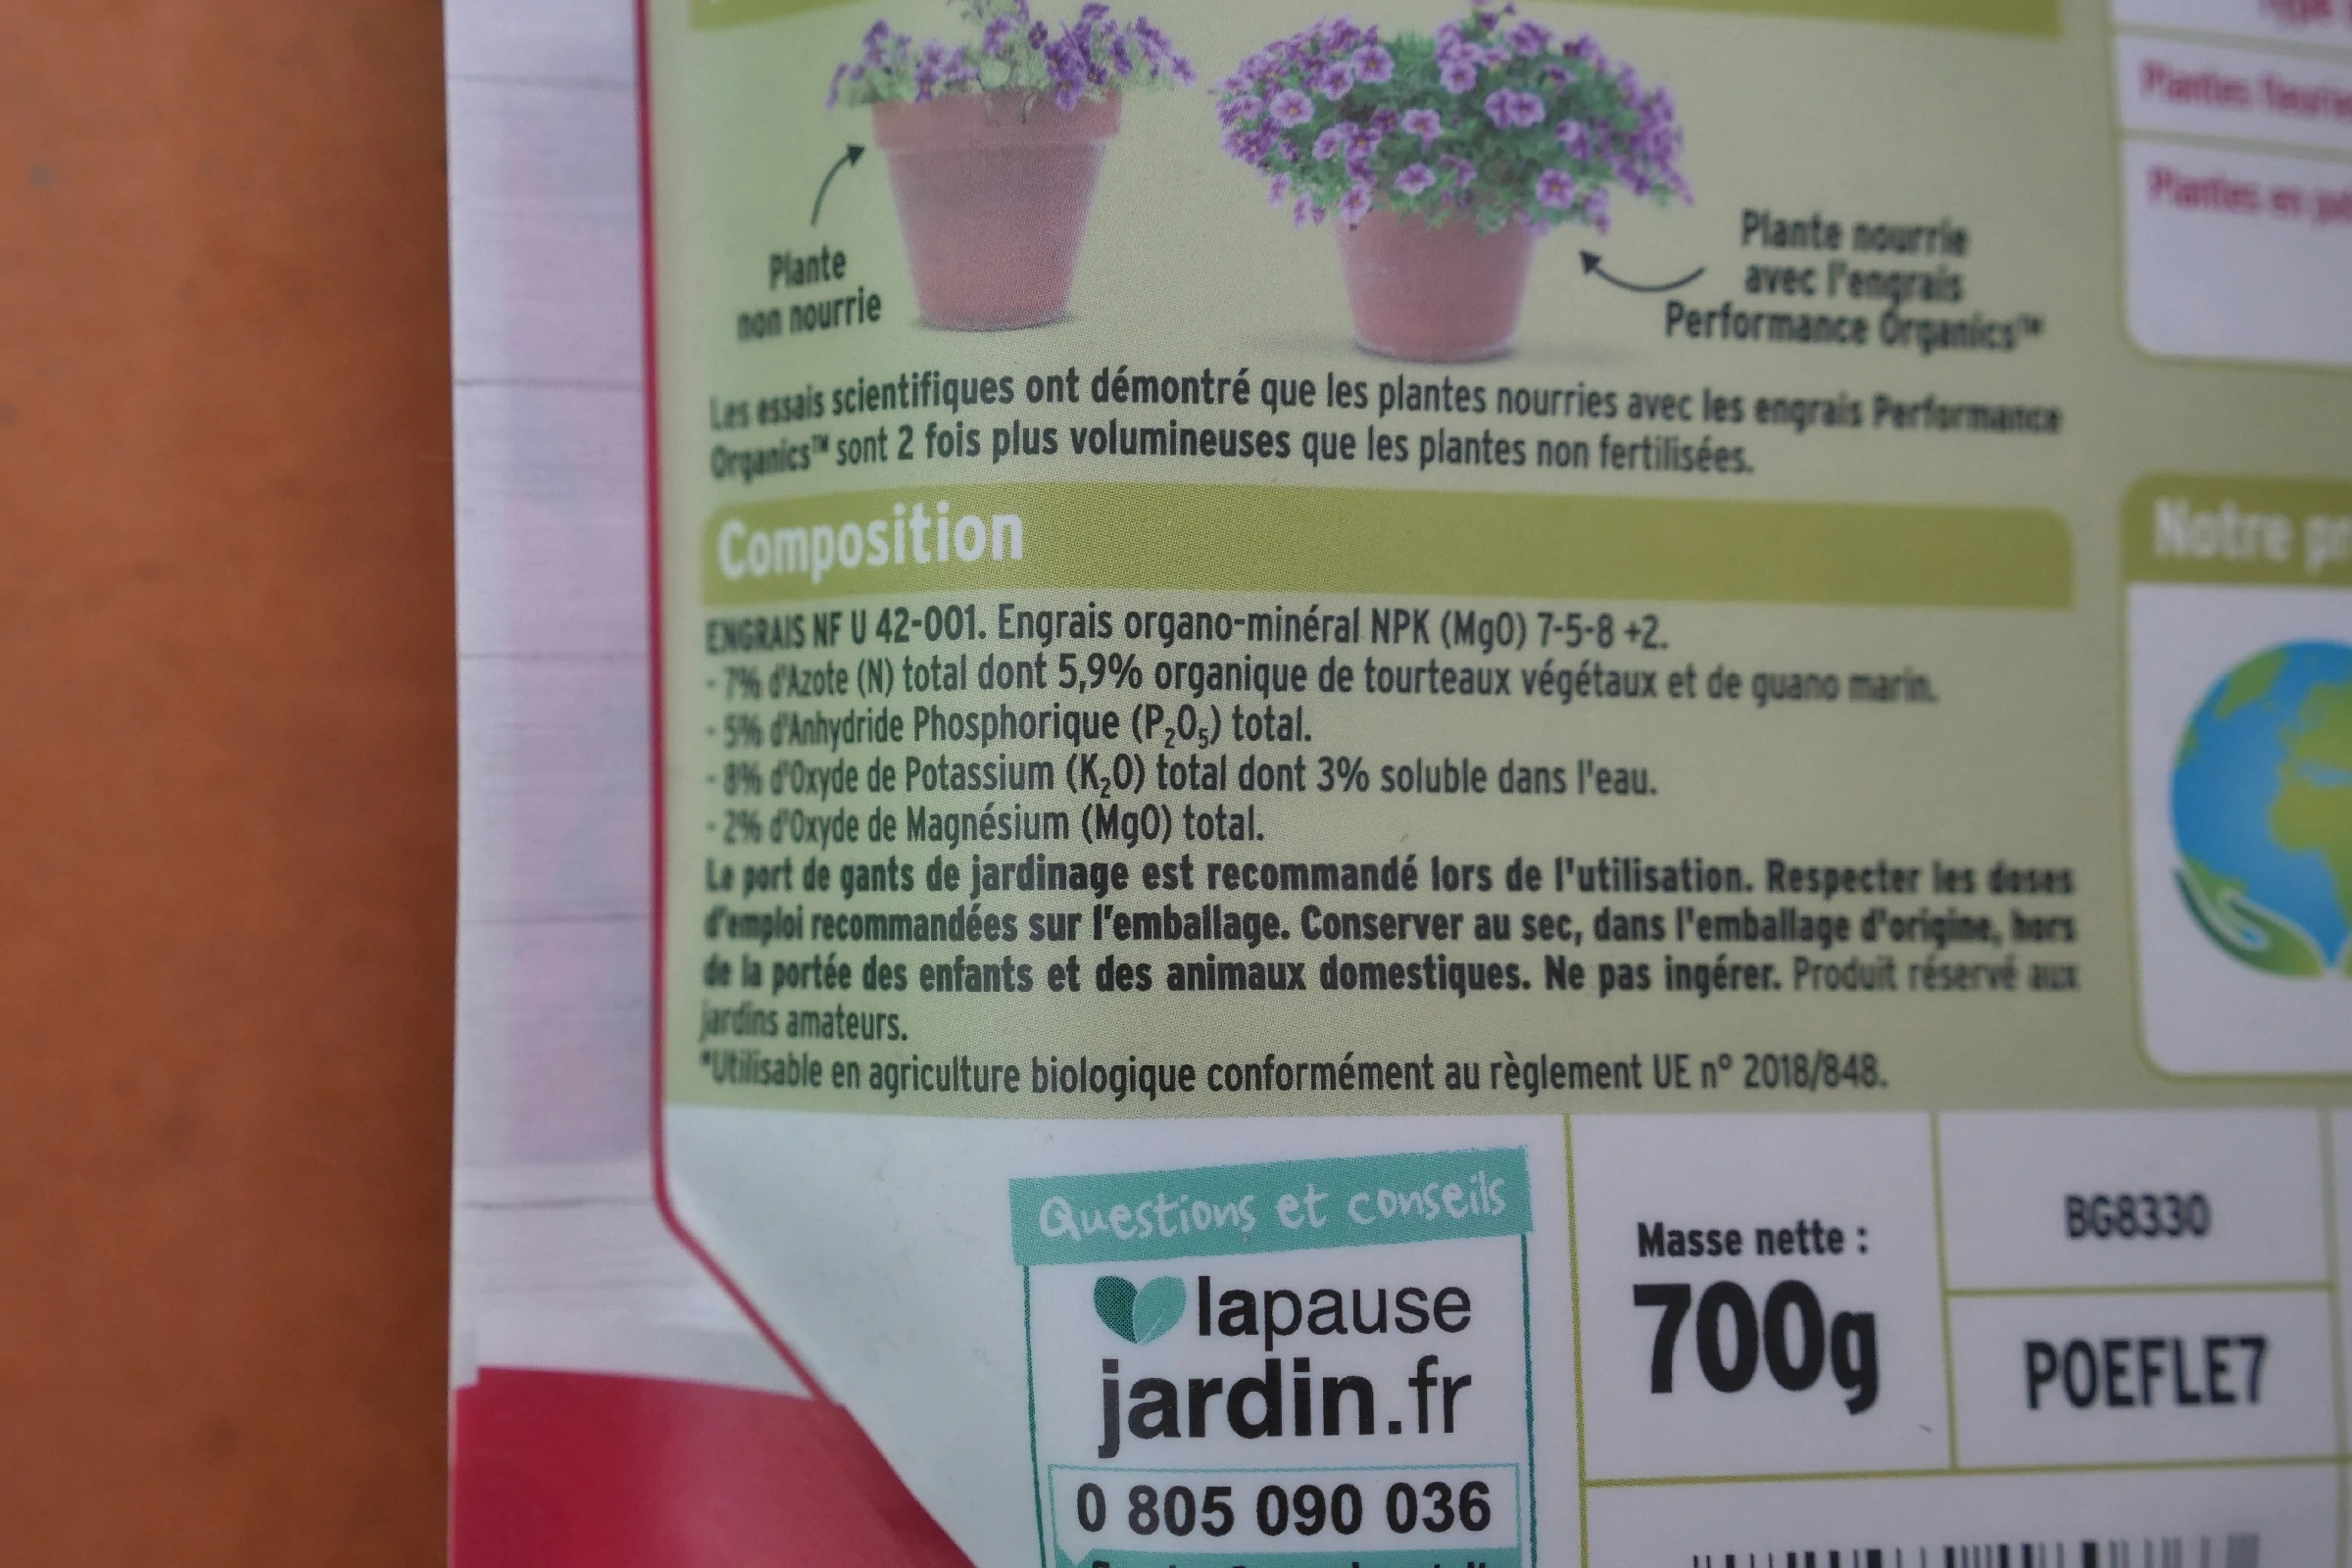 Plante
non nourrie
Plante nourrie
avec l'engrais
Performance Organics™
Les essais scientifiques ont démontré que les plantes nourries avec les engrais Performance
Organics™ sont 2 fois plus volumineuses que les plantes non fertilisées.
Composition
ENGRAIS NF U 42-001. Engrais organo-minéral NPK (MgO) 7-5-8 +2.
- 7% d'Azote (N) total dont 5,9% organique de tourteaux végétaux et de guano marin.
- 5% d'Anhydride Phosphorique (P₂O₅) total.
- 8% d'Oxyde de Potassium (K₂O) total dont 3% soluble dans l'eau.
- 2% d'Oxyde de Magnésium (MgO) total.
Le port de gants de jardinage est recommandé lors de l'utilisation. Respecter les doses
d'emploi recommandées sur l'emballage. Conserver au sec, dans l'emballage d'origine, hors
de la portée des enfants et des animaux domestiques. Ne pas ingérer. Produit réservé aux
jardins amateurs.
*Utilisable en agriculture biologique conformément au règlement UE n° 2018/848.
Questions et conseils
lapause
jardin.fr
0 805 090 036
Masse nette :
700g
BG8330
POEFLE7
Plantes
Plantes en
Notre